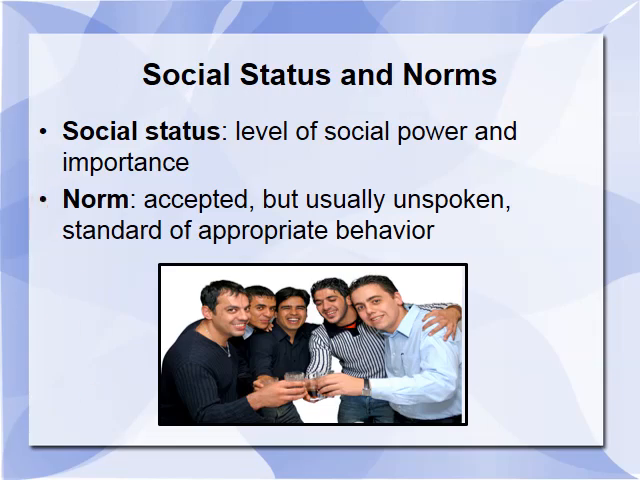 Social Status and Norms
• Social status: level of social power and
importance
• Norm: accepted, but usually unspoken,
standard of appropriate behavior